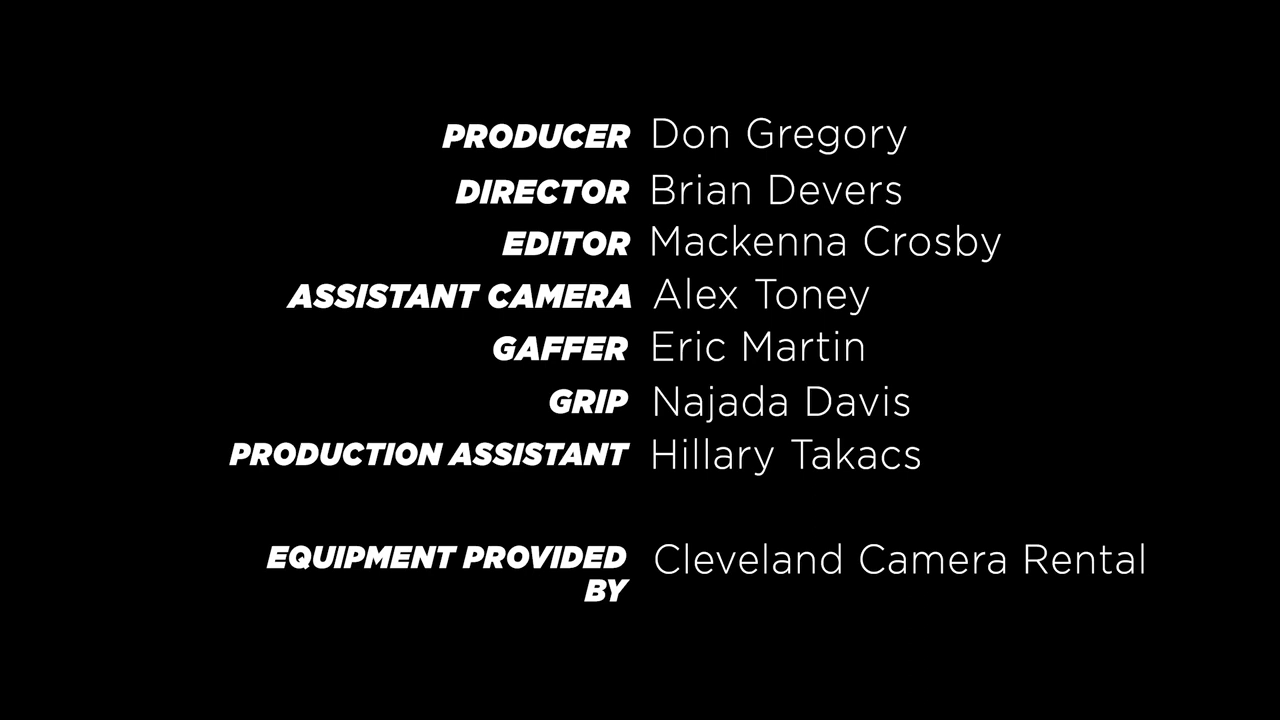 PRODUCER Don Gregory
DIRECTOR Brian Devers
EDITOR Mackenna Crosby
ASSISTANT CAMERA Alex Toney
GAFFER Eric Martin
GRIP Najada Davis
PRODUCTION ASSISTANT Hillary Takacs
EQUIPMENT PROVIDED Cleveland Camera Rental
BY